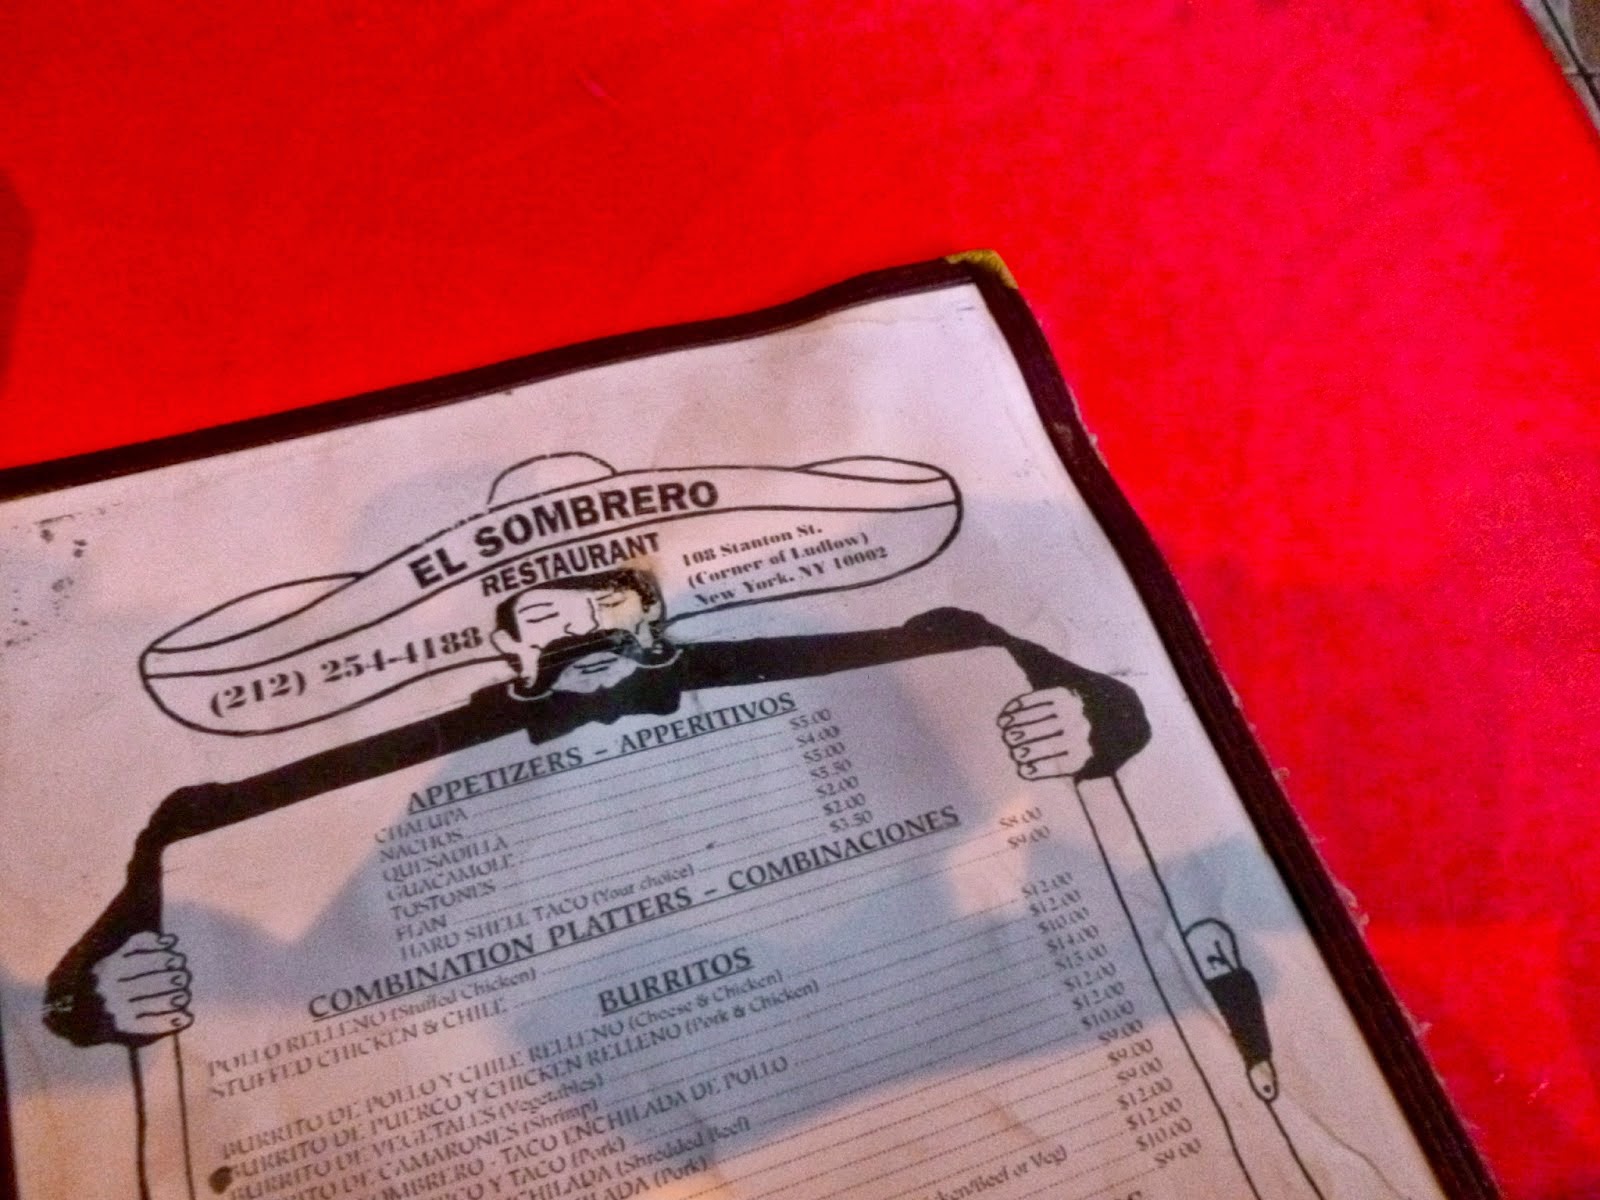 EL SOMBRERO
RESTAURANT
108 Stanton St.
(Corner of Ludlow)
New York, NY 10002
(212) 254-4188
APPETIZERS - APPERITIVOS
CHALUPA $5.00
NACHOS $4.00
QUESADILLA $5.00
GUACAMOLE $5.50
TOSTONES $2.00
FLAN $2.00
HARD SHELL TACO (Your choice) $3.50
COMBINATION PLATTERS - COMBINACIONES
POLLO RELLENO (Stuffed Chicken) $8.00
STUFFED CHICKEN & CHILE $9.00
BURRITOS
BURRITO DE POLLO Y CHILE RELLENO (Cheese & Chicken) $12.00
BURRITO DE PUERCO Y CHICKEN RELLENO (Pork & Chicken) $12.00
BURRITO DE VEGETALES (Vegetables) $10.00
DE CAMARONES (Shrimp) $14.00
- TACO ENCHILADA DE POLLO $15.00
Y TACO (Pork) $12.00
(Shredded Beef) $12.00
(Pork) $10.00
$9.00
$9.00
$9.00
$12.00
$12.00
Beef or Veg) $10.00
$9.00